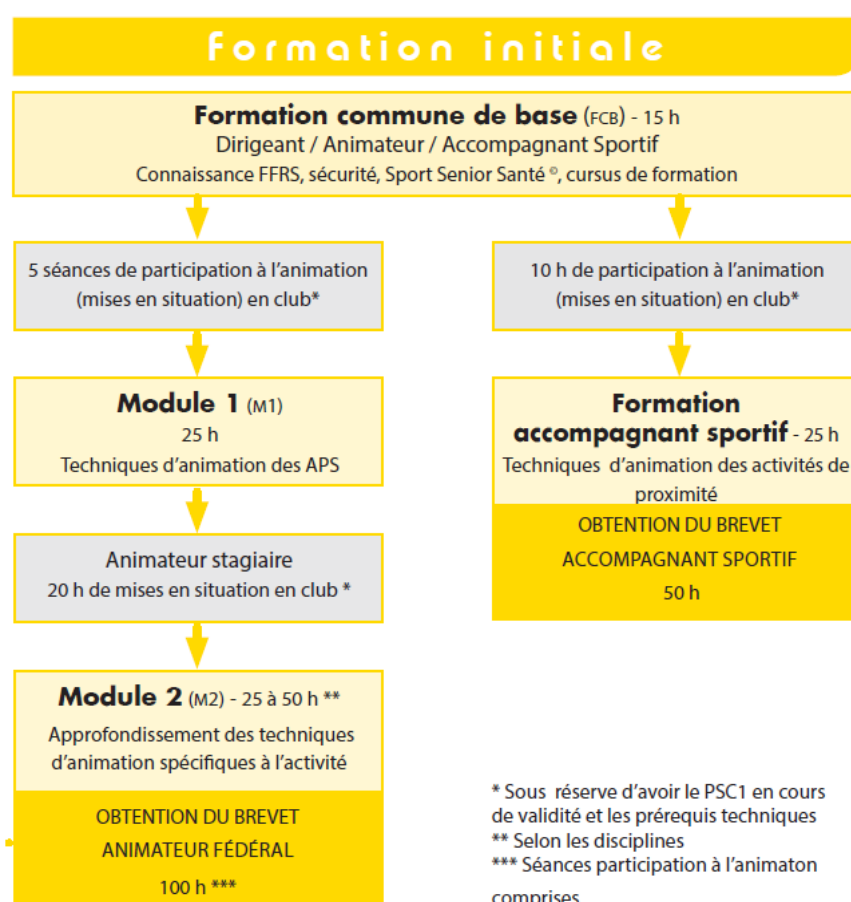 Formation initiale
Formation commune de base (FCB) - 15 h
Dirigeant / Animateur / Accompagnant Sportif
Connaissance FFRS, sécurité, Sport Senior Santé ©, cursus de formation
5 séances de participation à l'animation
(mises en situation) en club*
Module 1 (M1)
25 h
Techniques d'animation des APS
Animateur stagiaire
20 h de mises en situation en club *
Module 2 (M2) - 25 à 50 h **
Approfondissement des techniques
d'animation spécifiques à l'activité
OBTENTION DU BREVET
ANIMATEUR FÉDÉRAL
100 h ***
10 h de participation à l'animation
(mises en situation) en club*
Formation
accompagnant sportif - 25 h
Techniques d'animation des activités de
proximité
OBTENTION DU BREVET
ACCOMPAGNANT SPORTIF
50 h
* Sous réserve d'avoir le PSC1 en cours
de validité et les prérequis techniques
** Selon les disciplines
*** Séances participation à l'animaton
comprises